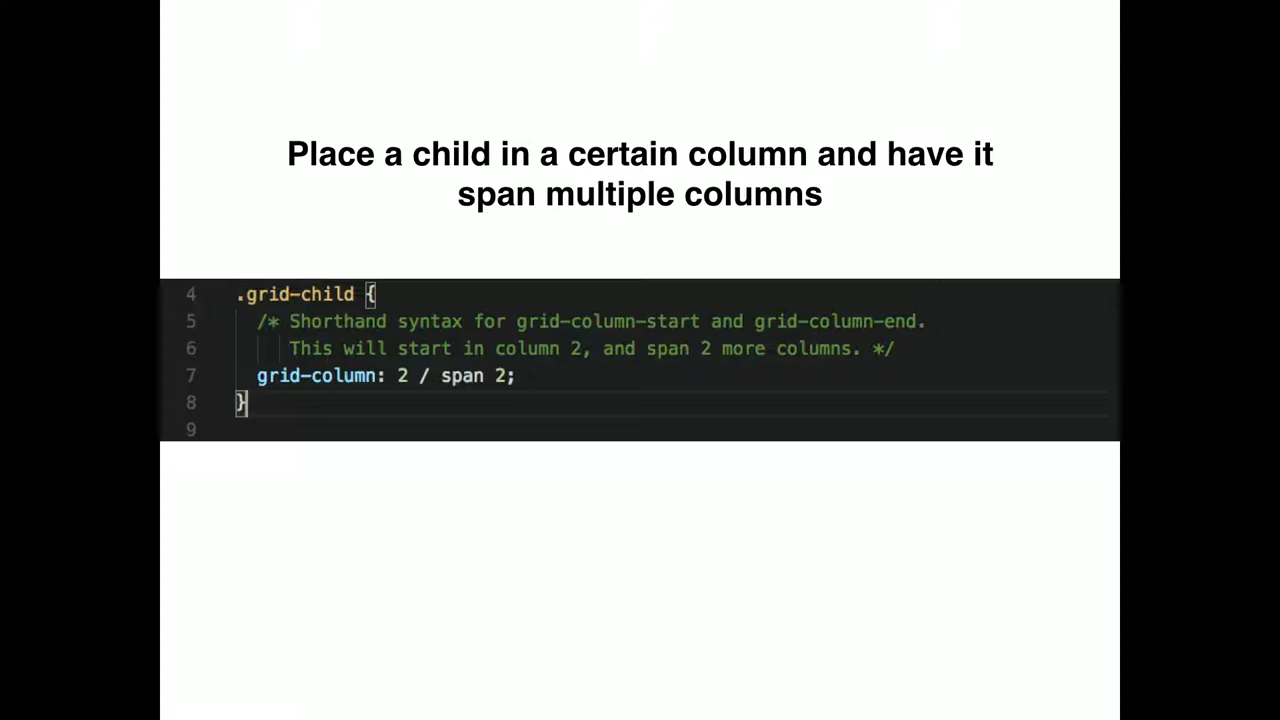 Place a child in a certain column and have it
span multiple columns
4 .grid-child {
5 /* Shorthand syntax for grid-column-start and grid-column-end.
6 This will start in column 2, and span 2 more columns. */
7 grid-column: 2 / span 2;
8 }
9